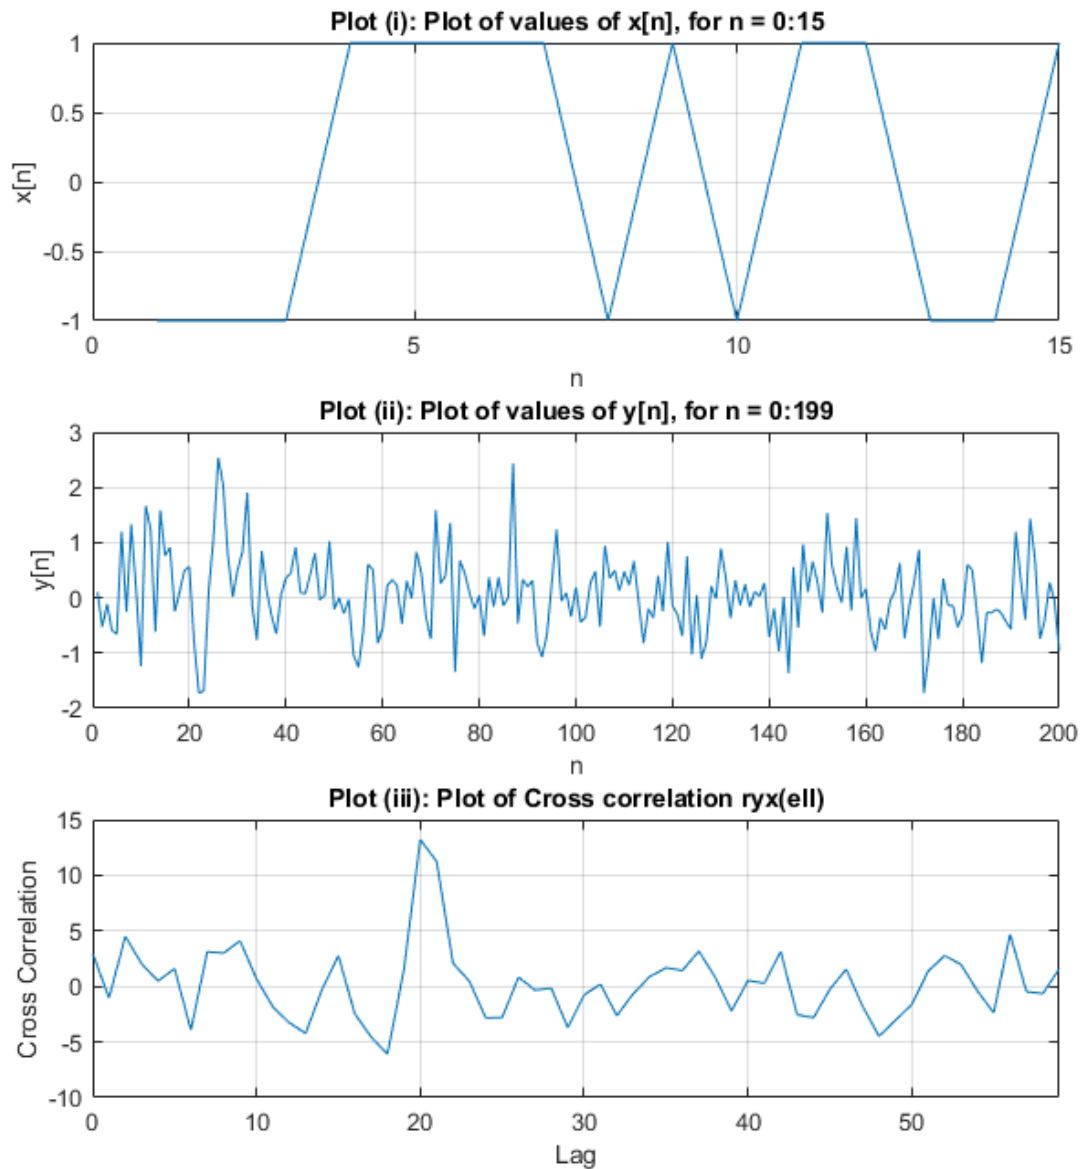 Plot (i): Plot of values of x[n], for n = 0:15
1
0.5
0
-0.5
-1
x[n]
0 5 10 15
n
Plot (ii): Plot of values of y[n], for n = 0:199
3
2
1
0
-1
-2
y[n]
0 20 40 60 80 100 120 140 160 180 200
n
Plot (iii): Plot of Cross correlation ryx(ell)
15
10
5
0
-5
-10
Cross Correlation
0 10 20 30 40 50
Lag